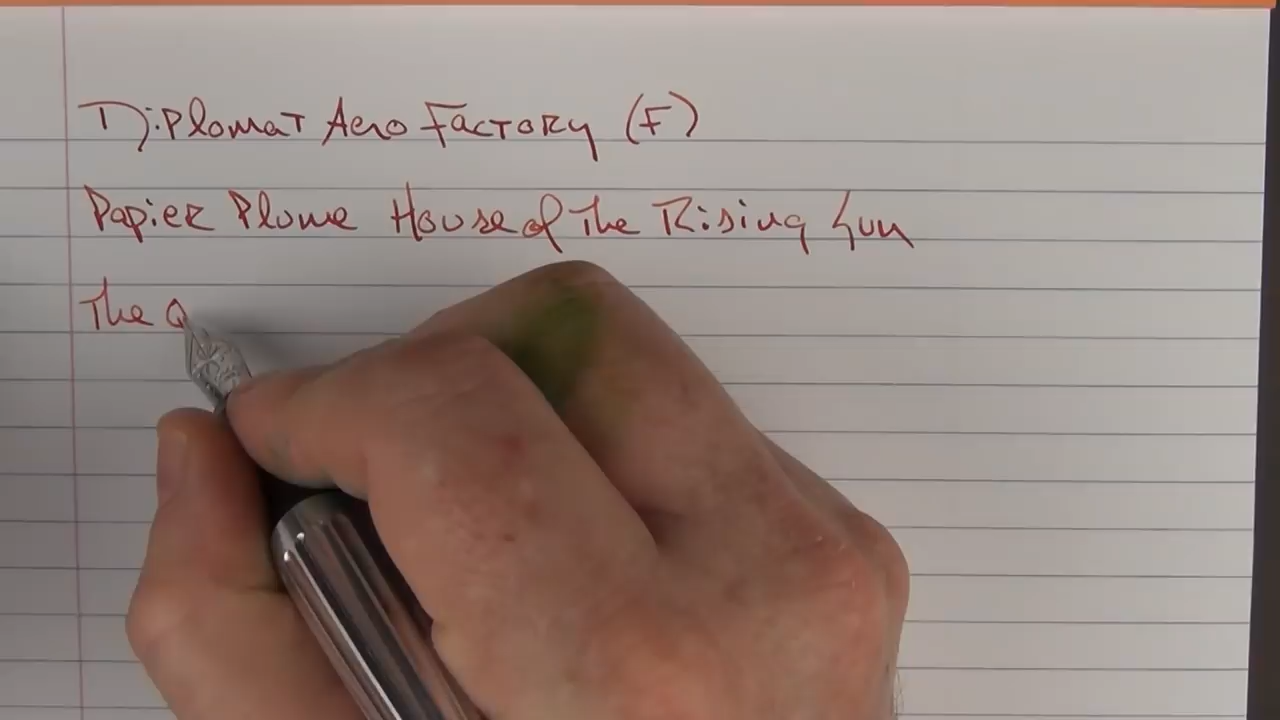 Diplomat Aero Factory (F)
Papier Plume House of The Rising Sun
The Q